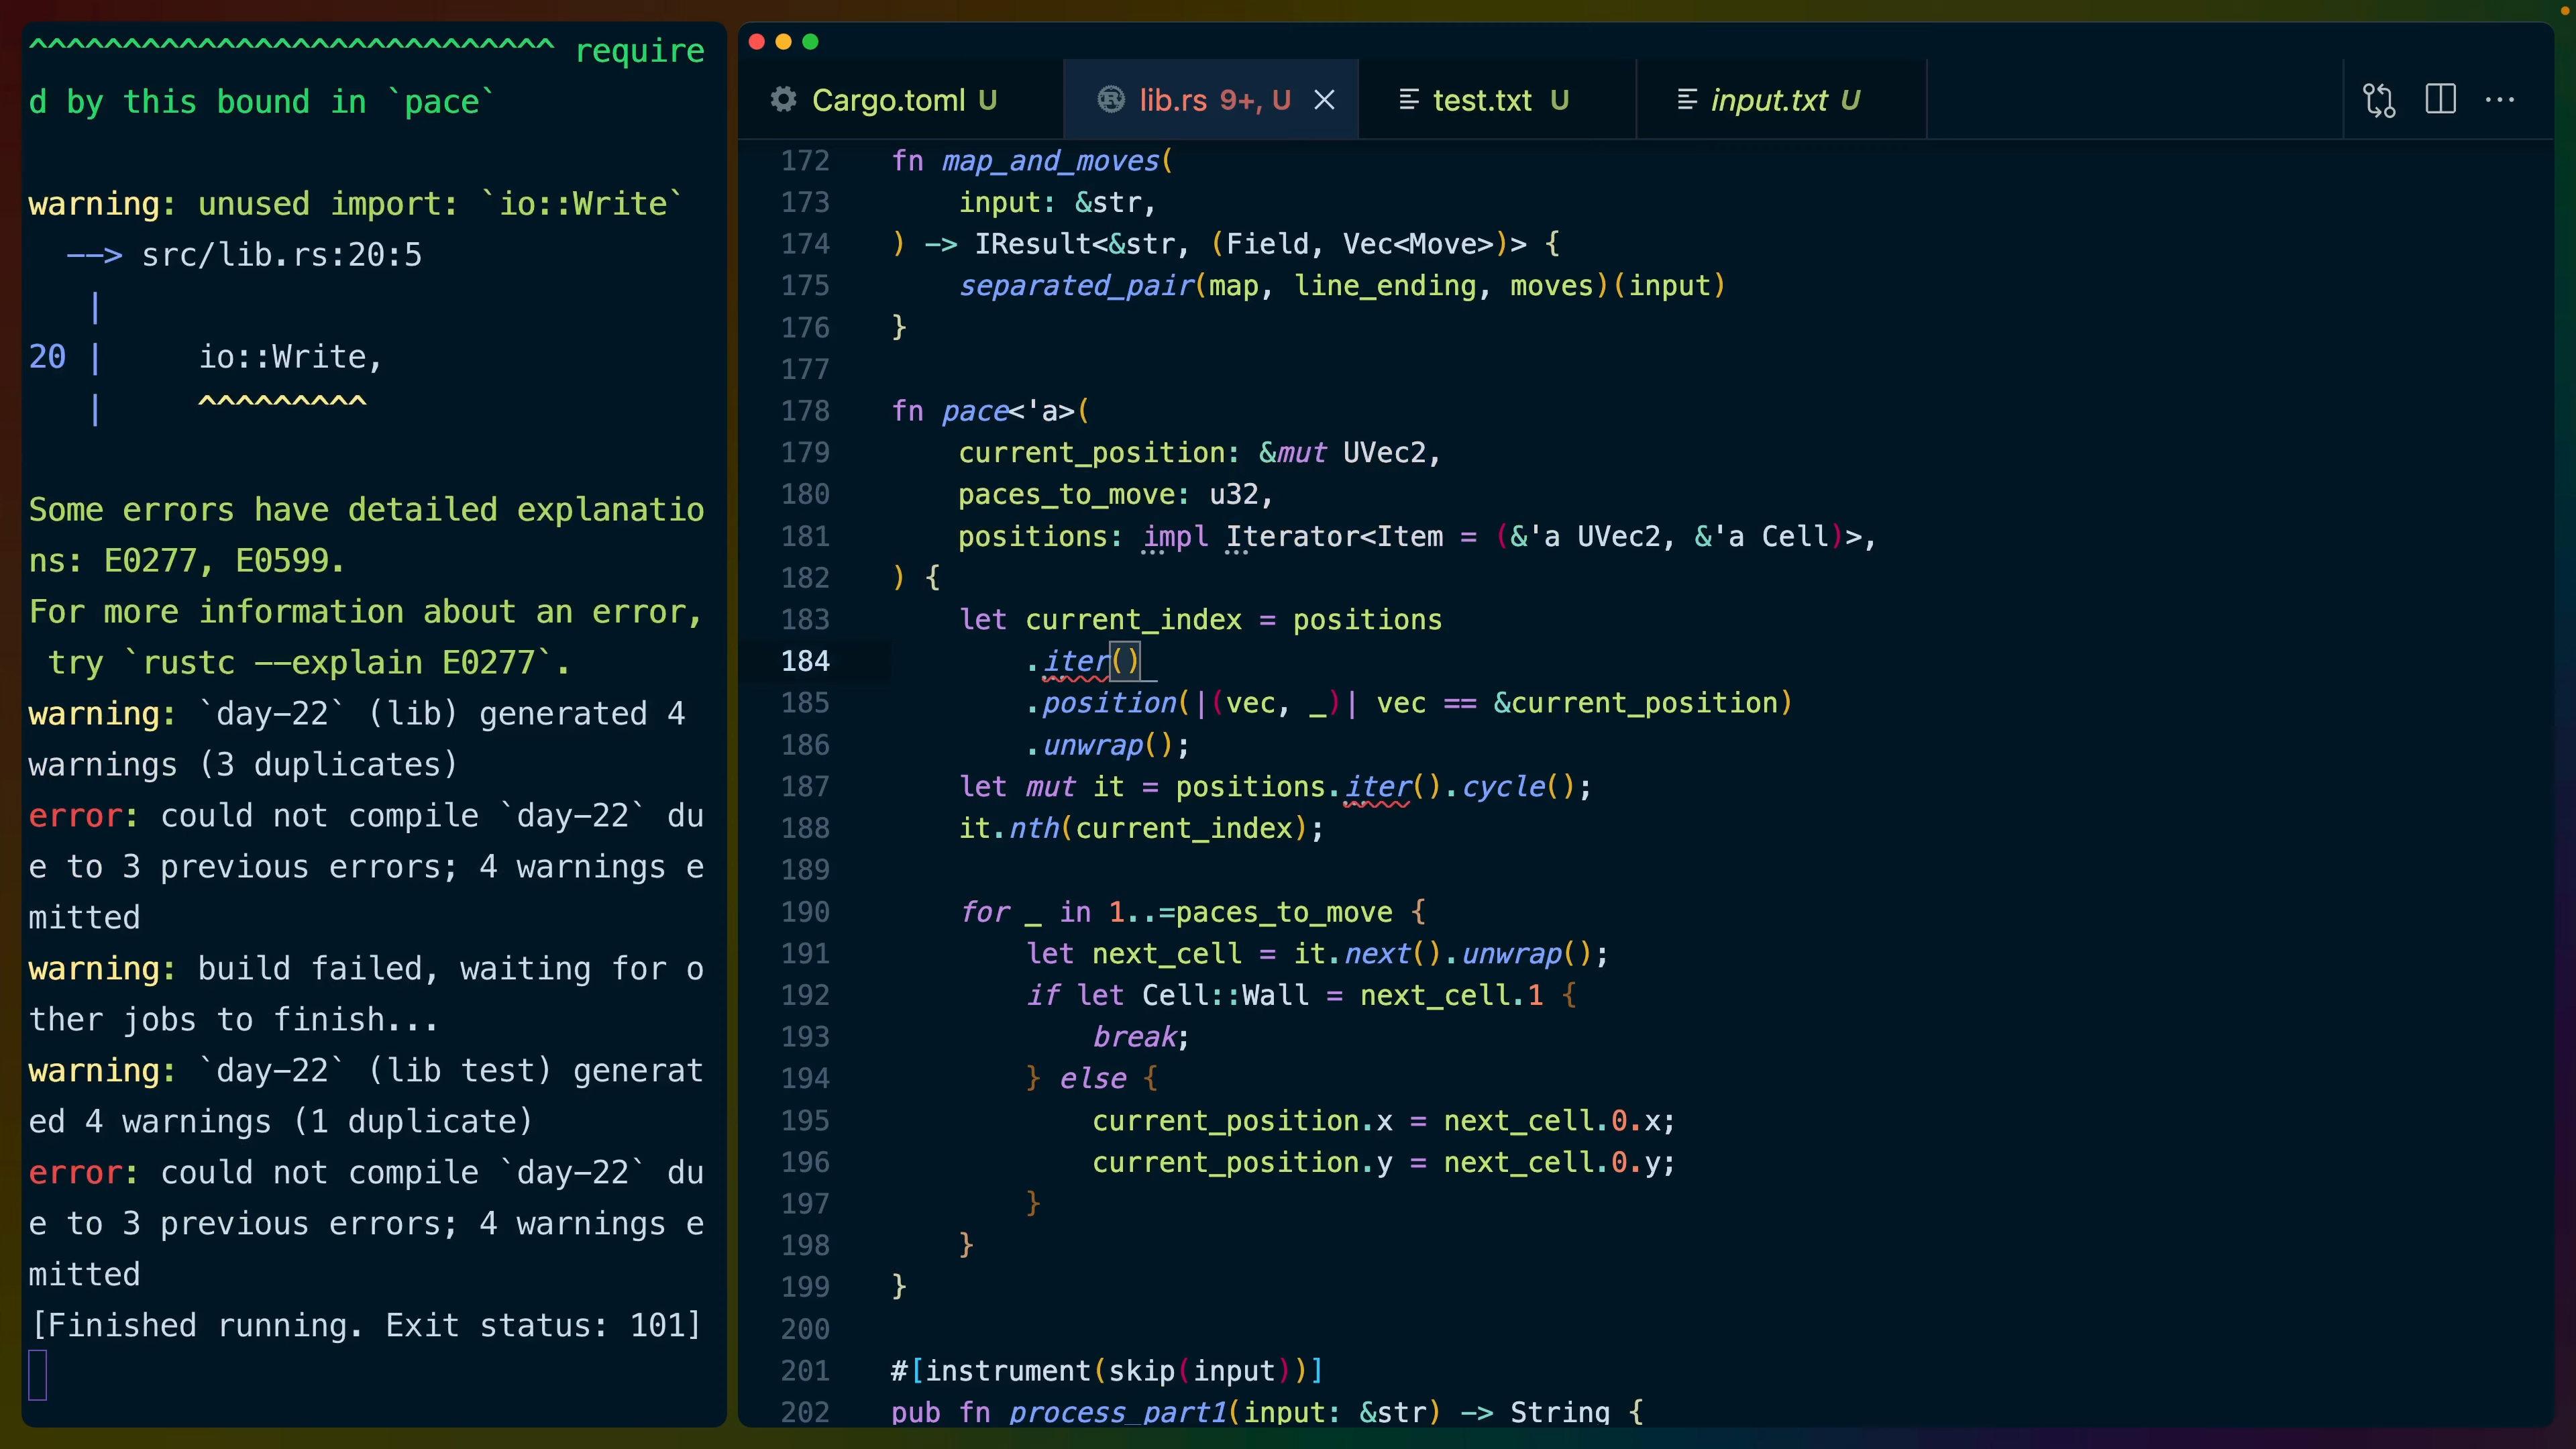 ^^^^^^^^^^^^^^^^^^^^^^^^^^^^ require
d by this bound in `pace`
warning: unused import: `io::Write`
--> src/lib.rs:20:5
|
20 | io::Write,
| ^^^^^^^^^
Some errors have detailed explanatio
ns: E0277, E0599.
For more information about an error,
try `rustc --explain E0277`.
warning: `day-22` (lib) generated 4
warnings (3 duplicates)
error: could not compile `day-22` du
e to 3 previous errors; 4 warnings e
mitted
warning: build failed, waiting for o
ther jobs to finish...
warning: `day-22` (lib test) generat
ed 4 warnings (1 duplicate)
error: could not compile `day-22` du
e to 3 previous errors; 4 warnings e
mitted
[Finished running. Exit status: 101]
Cargo.toml U lib.rs 9+, U test.txt U input.txt U
172 fn map_and_moves(
173 input: &str,
174 ) -> IResult<&str, (Field, Vec<Move>)> {
175 separated_pair(map, line_ending, moves)(input)
176 }
177
178 fn pace<'a>(
179 current_position: &mut UVec2,
180 paces_to_move: u32,
181 positions: impl Iterator<Item = (&'a UVec2, &'a Cell)>,
182 ) {
183 let current_index = positions
184 .iter()
185 .position(|(vec, _)| vec == &current_position)
186 .unwrap();
187 let mut it = positions.iter().cycle();
188 it.nth(current_index);
189
190 for _ in 1..=paces_to_move {
191 let next_cell = it.next().unwrap();
192 if let Cell::Wall = next_cell.1 {
193 break;
194 } else {
195 current_position.x = next_cell.0.x;
196 current_position.y = next_cell.0.y;
197 }
198 }
199 }
200
201 #[instrument(skip(input))]
202 pub fn process_part1(input: &str) -> String {